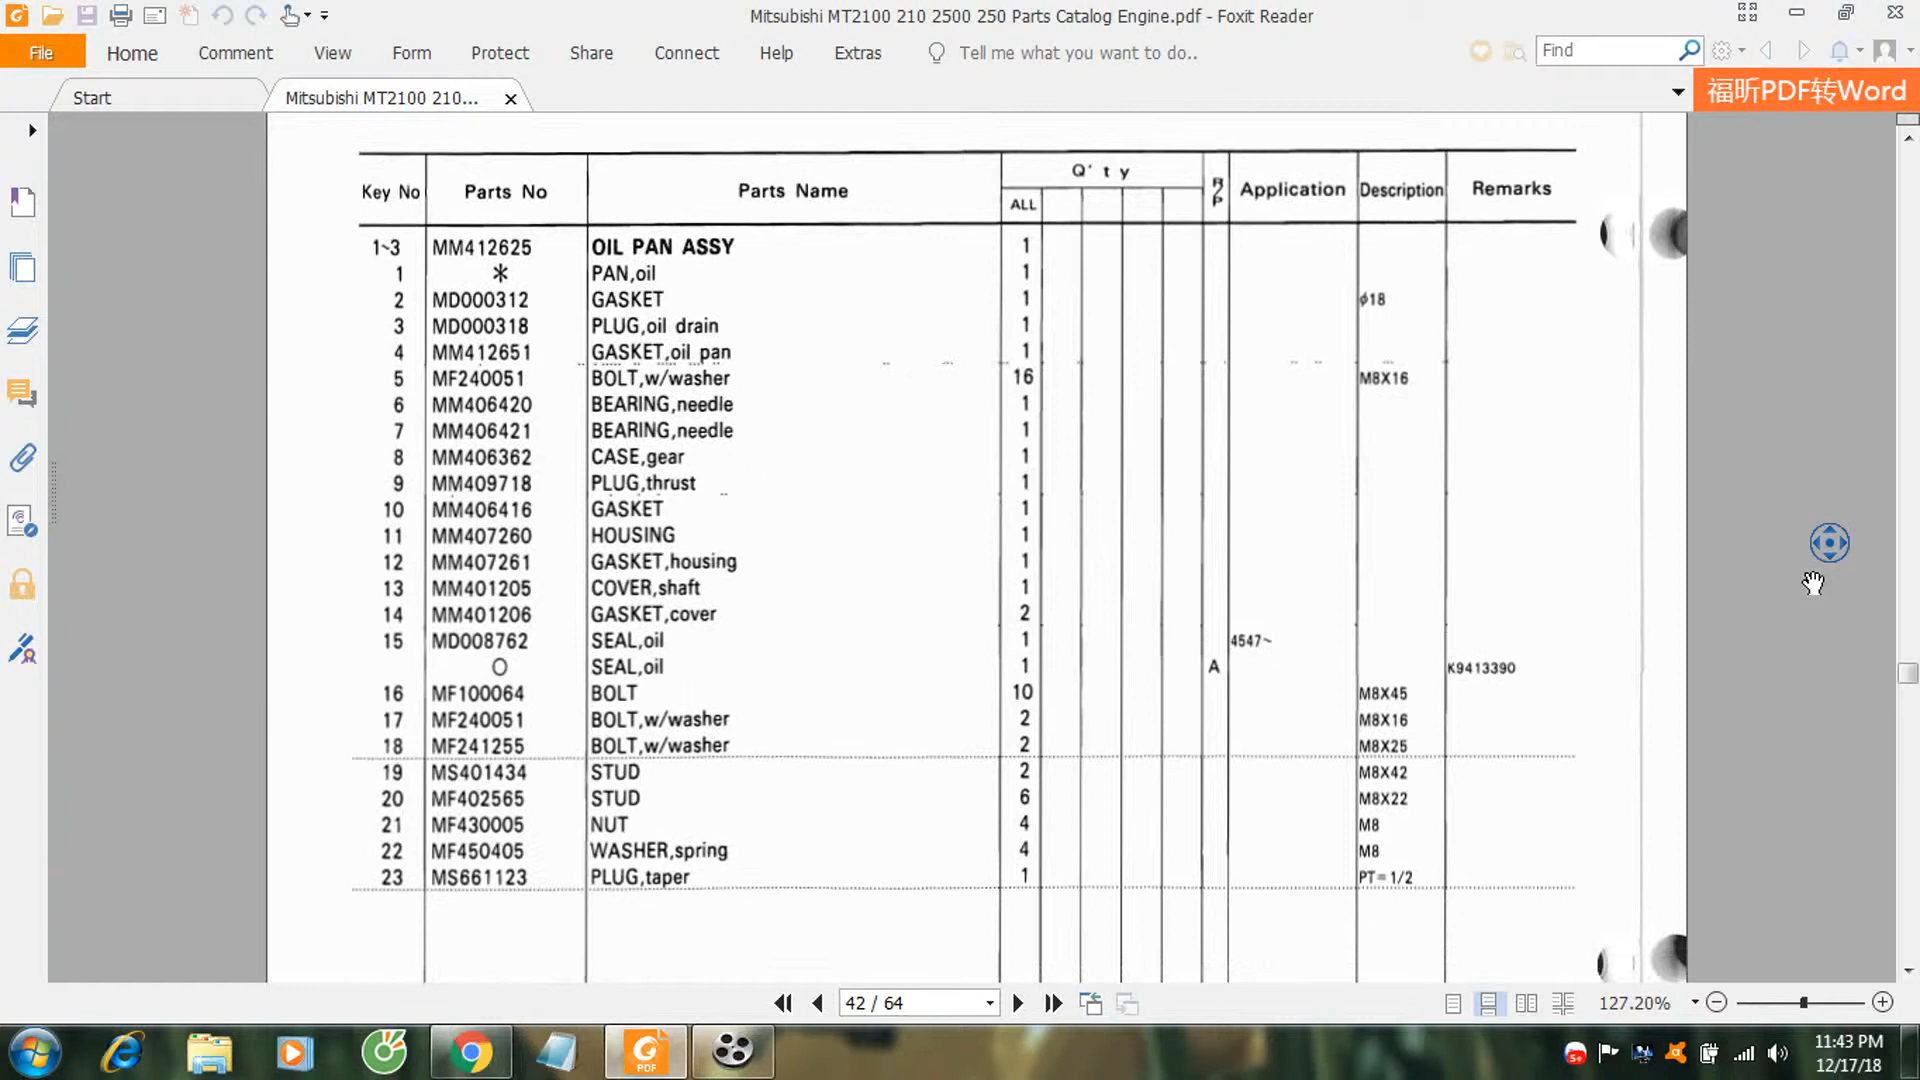 Mitsubishi MT2100 210 2500 250 Parts Catalog Engine.pdf - Foxit Reader
File Home Comment View Form Protect Share Connect Help Extras Tell me what you want to do.. Find
Start Mitsubishi MT2100 210... 福昕PDF转Word
Q'ty
Key No Parts No Parts Name R/P Application Description Remarks
ALL
1~3 MM412625 OIL PAN ASSY 1
1 * PAN,oil 1
2 MD000312 GASKET 1 ϕ18
3 MD000318 PLUG,oil drain 1
4 MM412651 GASKET,oil pan 1
5 MF240051 BOLT,w/washer 16 M8X16
6 MM406420 BEARING,needle 1
7 MM406421 BEARING,needle 1
8 MM406362 CASE,gear 1
9 MM409718 PLUG,thrust 1
10 MM406416 GASKET 1
11 MM407260 HOUSING 1
12 MM407261 GASKET,housing 1
13 MM401205 COVER,shaft 1
14 MM401206 GASKET,cover 2
15 MD008762 SEAL,oil 1 4547~
O SEAL,oil 1 A K9413390
16 MF100064 BOLT 10 M8X45
17 MF240051 BOLT,w/washer 2 M8X16
18 MF241255 BOLT,w/washer 2 M8X25
19 MS401434 STUD 2 M8X42
20 MF402565 STUD 6 M8X22
21 MF430005 NUT 4 M8
22 MF450405 WASHER,spring 4 M8
23 MS661123 PLUG,taper 1 PT=1/2
42 / 64 127.20%
PDF
11:43 PM
12/17/18